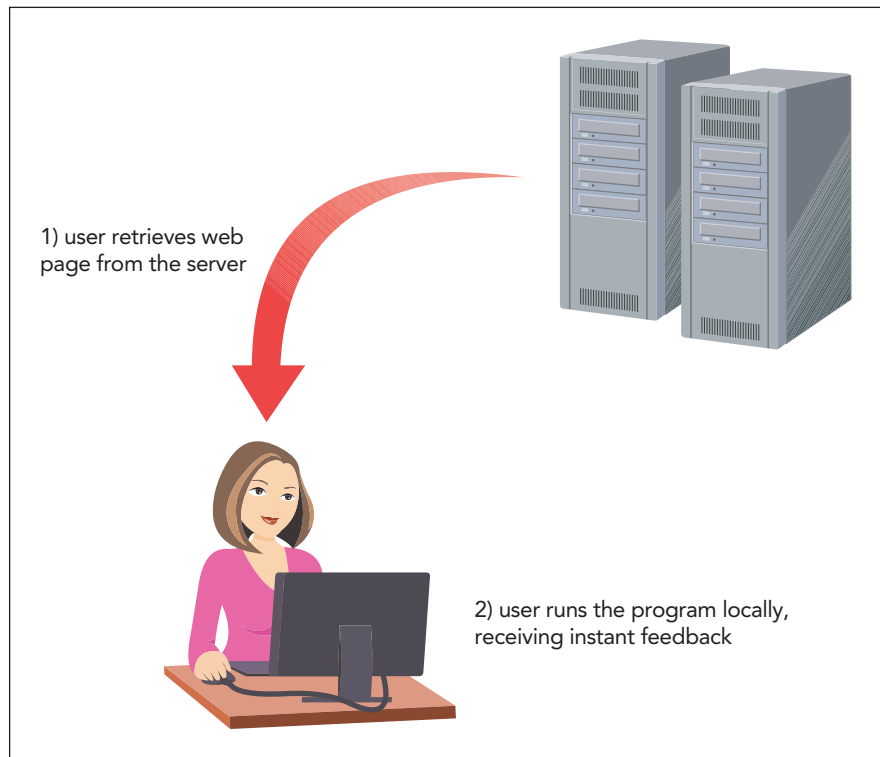 1) user retrieves web
page from the server
2) user runs the program locally,
receiving instant feedback